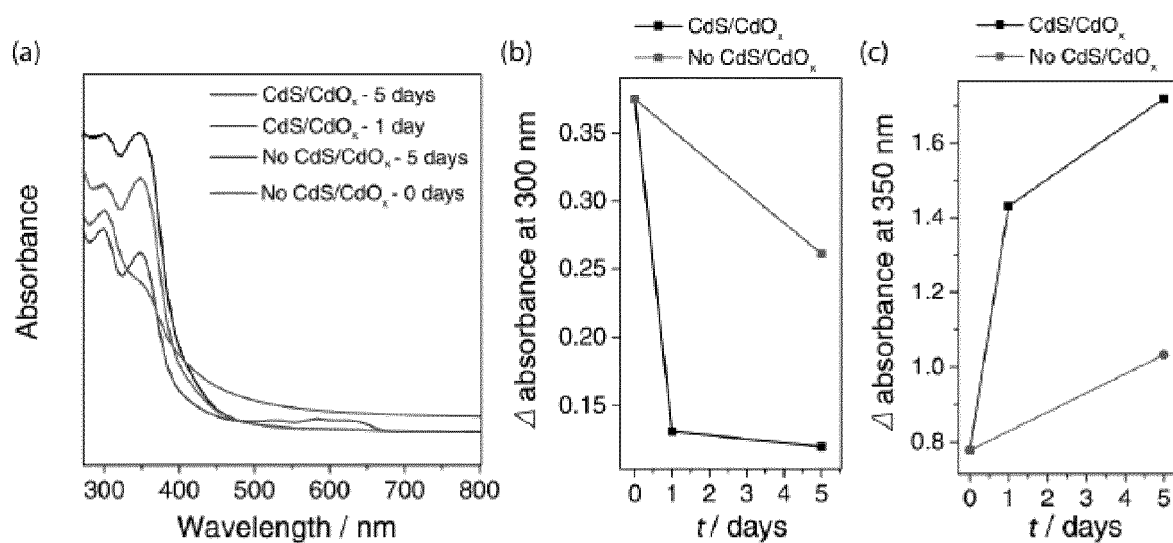 (a)
CdS/CdOₓ - 5 days
CdS/CdOₓ - 1 day
No CdS/CdOₓ - 5 days
No CdS/CdOₓ - 0 days
Absorbance
300 400 500 600 700 800
Wavelength / nm
(b)
CdS/CdOₓ
No CdS/CdOₓ
Δ absorbance at 300 nm
0.35
0.30
0.25
0.20
0.15
0 1 2 3 4 5
t / days
(c)
CdS/CdOₓ
No CdS/CdOₓ
Δ absorbance at 350 nm
1.6
1.4
1.2
1.0
0.8
0 1 2 3 4 5
t / days